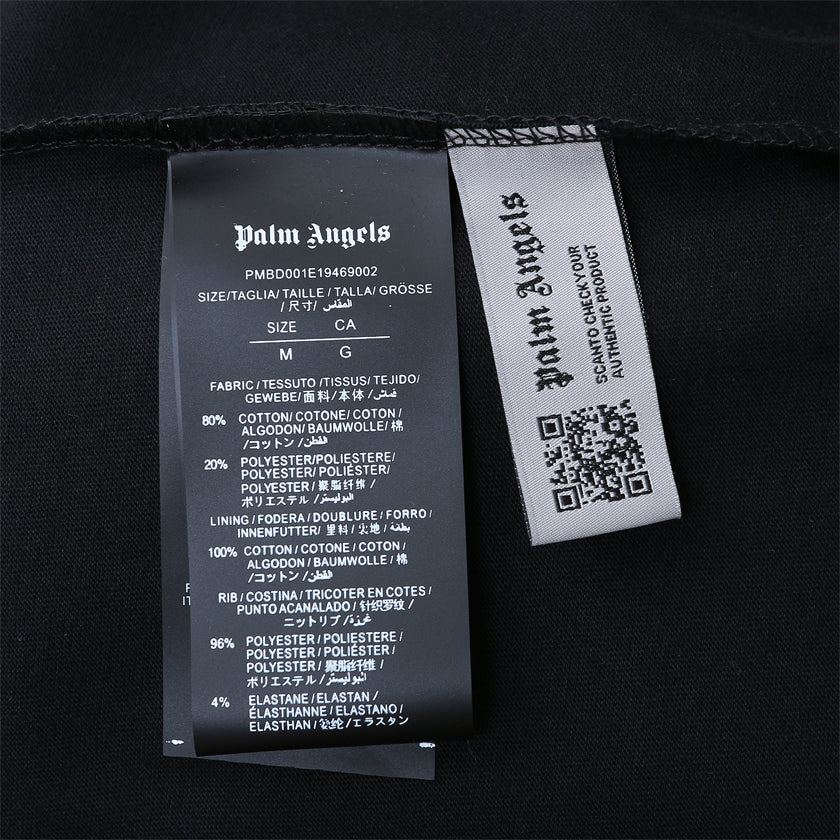 Palm Angels
PMBD001E19469002
SIZE/TAGLIA/TAILLE/TALLA/GRÖSSE
/尺寸/ المقاس
SIZE CA
M G
FABRIC/TESSUTO/TISSUS/TEJIDO/
GEWEBE/面料/本体/ قماش
80% COTTON/COTONE/COTON/
ALGODON/BAUMWOLLE/棉
/コットン/القطن
20% POLYESTER/POLIESTERE/
POLYESTER/POLIÉSTER/
POLYESTER/聚脂纤维/
ポリエステル/البوليستر
LINING/FODERA/DOUBLURE/FORRO/
INNENFUTTER/里料/裏地/بطانة
100% COTTON/COTONE/COTON/
ALGODON/BAUMWOLLE/棉
/コットン/القطن
RIB/COSTINA/TRICOTER EN COTES/
PUNTO ACANALADO/针织罗纹/
ニットリブ/غرزة
96% POLYESTER/POLIESTERE/
POLYESTER/POLIÉSTER/
POLYESTER/聚脂纤维/
ポリエステル/البوليستر
4% ELASTANE/ELASTAN/
ÉLASTHANNE/ELASTANO/
ELASTHAN/氨纶/エラスタン
Palm Angels
SCANTO CHECKYOUR
AUTHENTIC PRODUCT